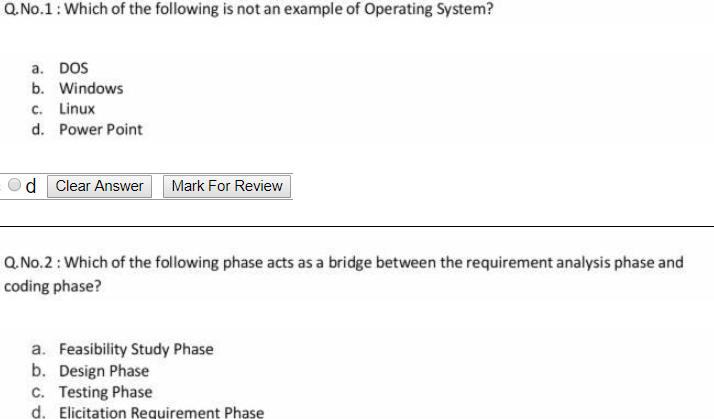 Q.No.1 : Which of the following is not an example of Operating System?
a. DOS
b. Windows
c. Linux
d. Power Point
d Clear Answer Mark For Review
Q.No.2 : Which of the following phase acts as a bridge between the requirement analysis phase and
coding phase?
a. Feasibility Study Phase
b. Design Phase
c. Testing Phase
d. Elicitation Requirement Phase